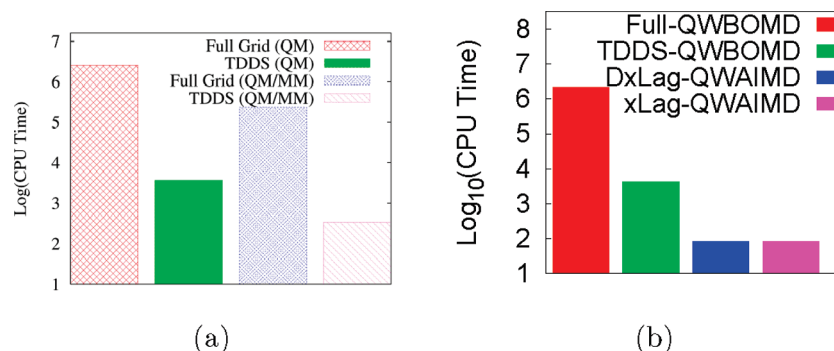 Log(CPU Time)
7
6
5
4
3
2
1
Full Grid (QM)
TDDS (QM)
Full Grid (QM/MM)
TDDS (QM/MM)
(a)
Log10(CPU Time)
8
7
6
5
4
3
2
1
Full-QWBOMD
TDDS-QWBOMD
DxLag-QWAIMD
xLag-QWAIMD
(b)